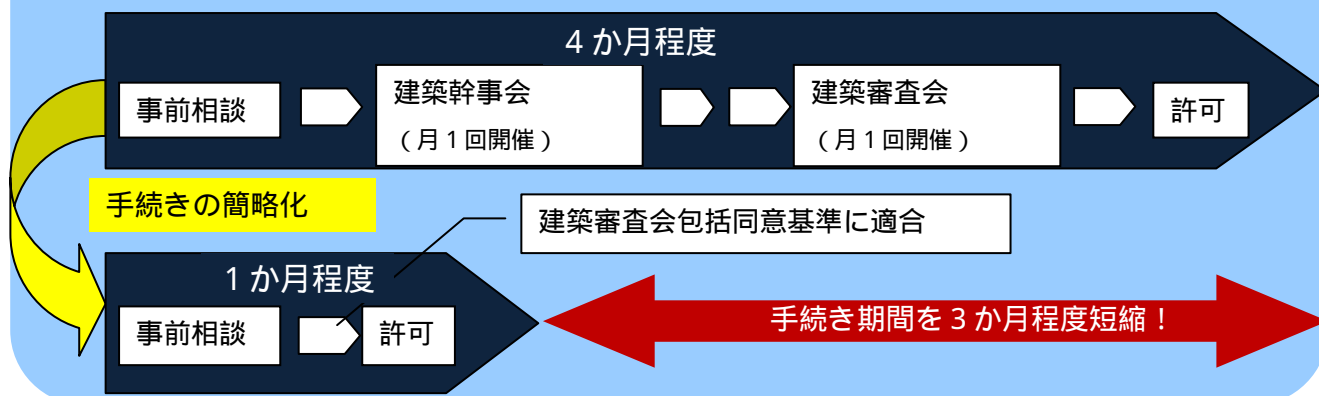 4か月程度
事前相談
建築幹事会
(月1回開催)
建築審査会
(月1回開催)
許可
手続きの簡略化
建築審査会包括同意基準に適合
1か月程度
事前相談
許可
手続き期間を3か月程度短縮!